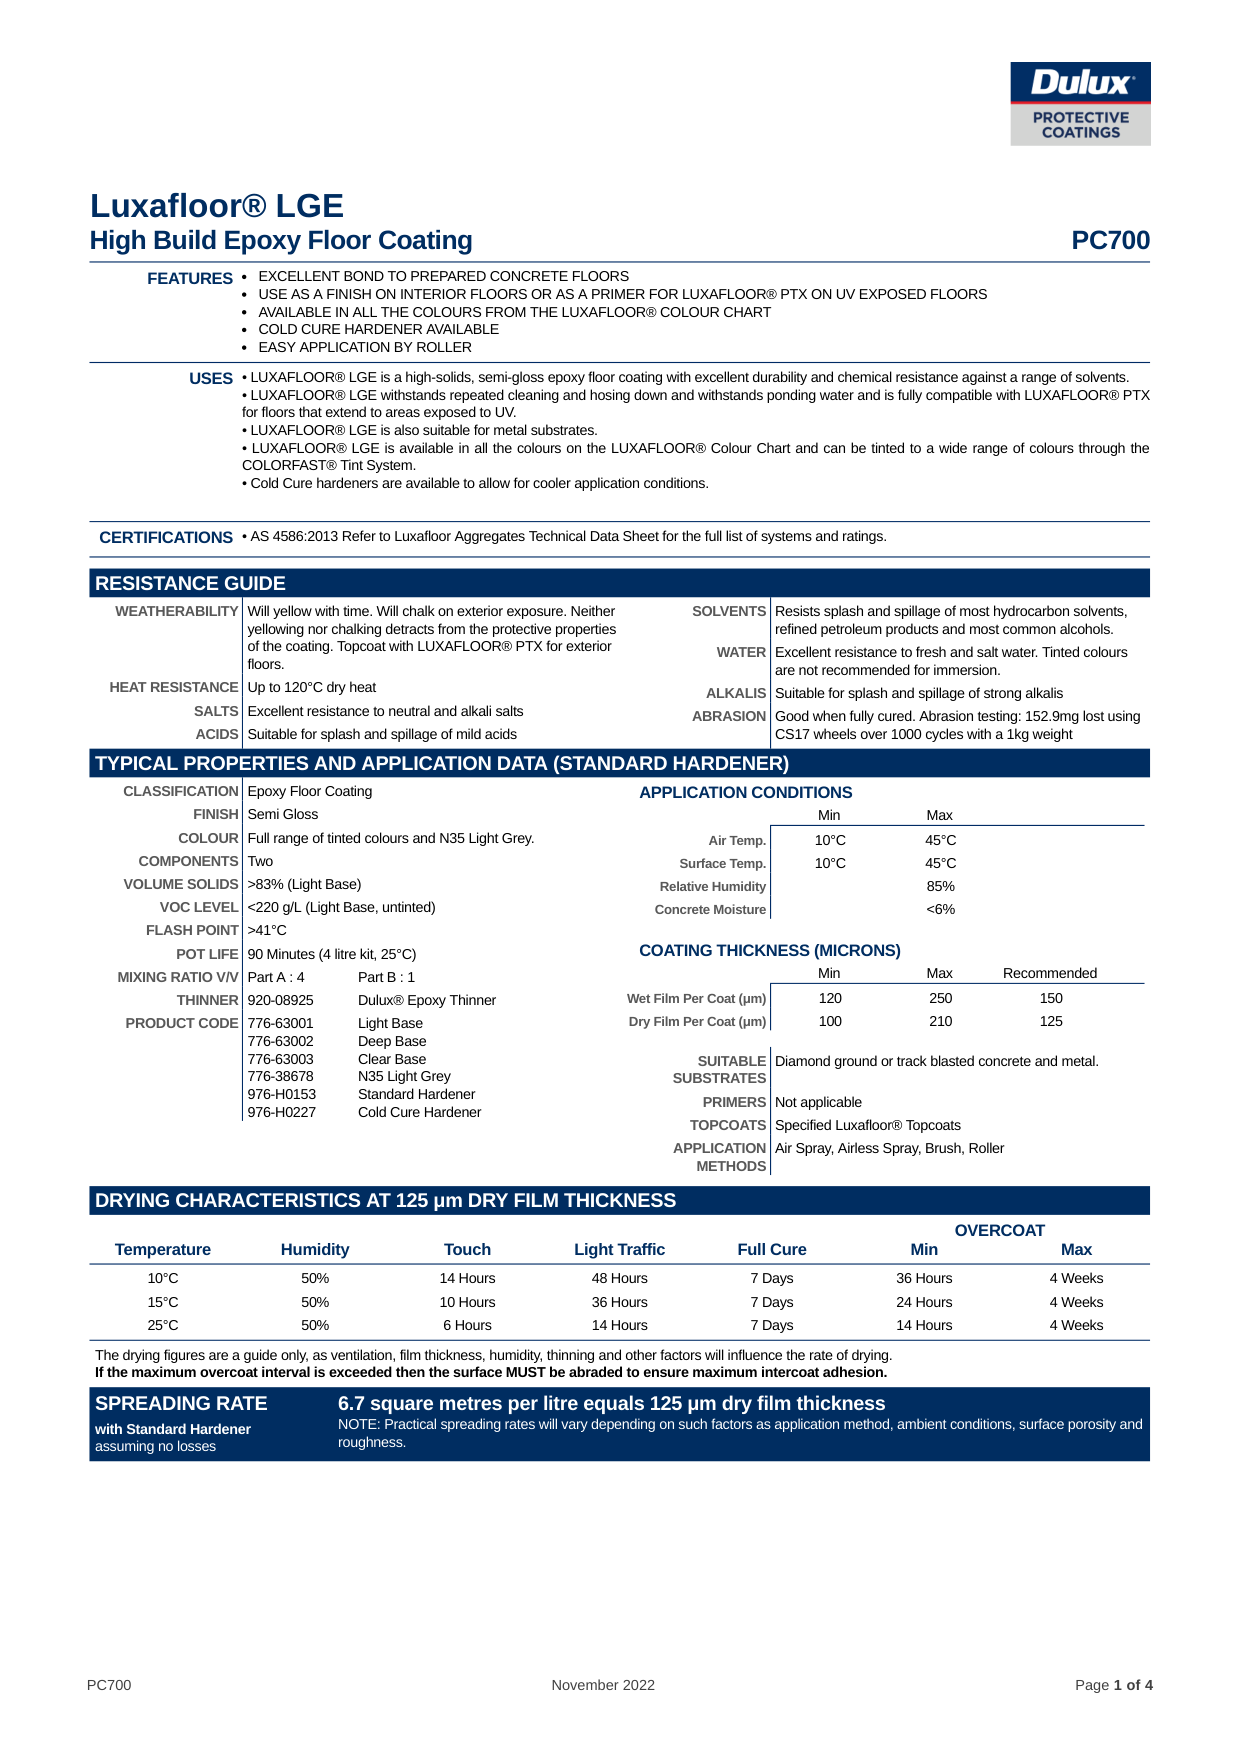 Dulux
PROTECTIVE
COATINGS
Luxafloor® LGE
High Build Epoxy Floor Coating PC700
FEATURES
• EXCELLENT BOND TO PREPARED CONCRETE FLOORS
• USE AS A FINISH ON INTERIOR FLOORS OR AS A PRIMER FOR LUXAFLOOR® PTX ON UV EXPOSED FLOORS
• AVAILABLE IN ALL THE COLOURS FROM THE LUXAFLOOR® COLOUR CHART
• COLD CURE HARDENER AVAILABLE
• EASY APPLICATION BY ROLLER
USES
• LUXAFLOOR® LGE is a high-solids, semi-gloss epoxy floor coating with excellent durability and chemical resistance against a range of solvents.
• LUXAFLOOR® LGE withstands repeated cleaning and hosing down and withstands ponding water and is fully compatible with LUXAFLOOR® PTX
for floors that extend to areas exposed to UV.
• LUXAFLOOR® LGE is also suitable for metal substrates.
• LUXAFLOOR® LGE is available in all the colours on the LUXAFLOOR® Colour Chart and can be tinted to a wide range of colours through the
COLORFAST® Tint System.
• Cold Cure hardeners are available to allow for cooler application conditions.
CERTIFICATIONS • AS 4586:2013 Refer to Luxafloor Aggregates Technical Data Sheet for the full list of systems and ratings.
RESISTANCE GUIDE
WEATHERABILITY Will yellow with time. Will chalk on exterior exposure. Neither
yellowing nor chalking detracts from the protective properties
of the coating. Topcoat with LUXAFLOOR® PTX for exterior
floors.
HEAT RESISTANCE Up to 120°C dry heat
SALTS Excellent resistance to neutral and alkali salts
ACIDS Suitable for splash and spillage of mild acids
SOLVENTS Resists splash and spillage of most hydrocarbon solvents,
refined petroleum products and most common alcohols.
WATER Excellent resistance to fresh and salt water. Tinted colours
are not recommended for immersion.
ALKALIS Suitable for splash and spillage of strong alkalis
ABRASION Good when fully cured. Abrasion testing: 152.9mg lost using
CS17 wheels over 1000 cycles with a 1kg weight
TYPICAL PROPERTIES AND APPLICATION DATA (STANDARD HARDENER)
CLASSIFICATION Epoxy Floor Coating
FINISH Semi Gloss
COLOUR Full range of tinted colours and N35 Light Grey.
COMPONENTS Two
VOLUME SOLIDS >83% (Light Base)
VOC LEVEL <220 g/L (Light Base, untinted)
FLASH POINT >41°C
POT LIFE 90 Minutes (4 litre kit, 25°C)
MIXING RATIO V/V Part A : 4 Part B : 1
THINNER 920-08925 Dulux® Epoxy Thinner
PRODUCT CODE 776-63001 Light Base
776-63002 Deep Base
776-63003 Clear Base
776-38678 N35 Light Grey
976-H0153 Standard Hardener
976-H0227 Cold Cure Hardener
APPLICATION CONDITIONS
Min Max
Air Temp. 10°C 45°C
Surface Temp. 10°C 45°C
Relative Humidity 85%
Concrete Moisture <6%
COATING THICKNESS (MICRONS)
Min Max Recommended
Wet Film Per Coat (µm) 120 250 150
Dry Film Per Coat (µm) 100 210 125
SUITABLE Diamond ground or track blasted concrete and metal.
SUBSTRATES
PRIMERS Not applicable
TOPCOATS Specified Luxafloor® Topcoats
APPLICATION Air Spray, Airless Spray, Brush, Roller
METHODS
DRYING CHARACTERISTICS AT 125 µm DRY FILM THICKNESS
OVERCOAT
Temperature Humidity Touch Light Traffic Full Cure Min Max
10°C 50% 14 Hours 48 Hours 7 Days 36 Hours 4 Weeks
15°C 50% 10 Hours 36 Hours 7 Days 24 Hours 4 Weeks
25°C 50% 6 Hours 14 Hours 7 Days 14 Hours 4 Weeks
The drying figures are a guide only, as ventilation, film thickness, humidity, thinning and other factors will influence the rate of drying.
If the maximum overcoat interval is exceeded then the surface MUST be abraded to ensure maximum intercoat adhesion.
SPREADING RATE
with Standard Hardener
assuming no losses
6.7 square metres per litre equals 125 µm dry film thickness
NOTE: Practical spreading rates will vary depending on such factors as application method, ambient conditions, surface porosity and
roughness.
PC700 November 2022 Page 1 of 4